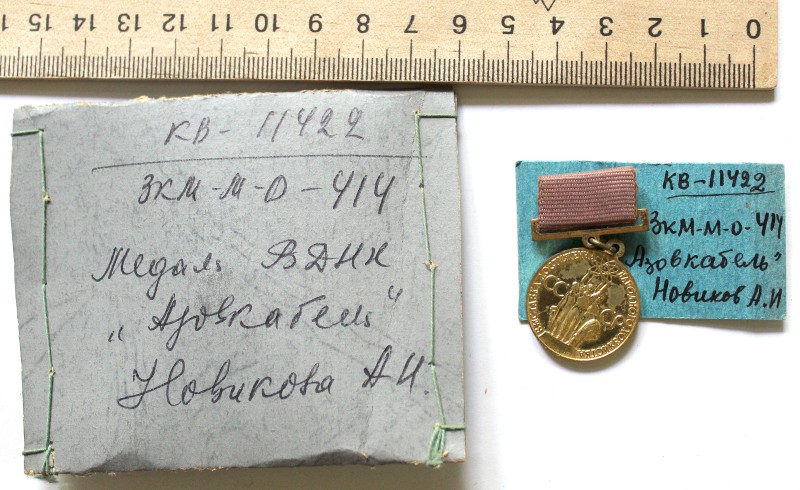 15 14 13 12 11 10 9 8 7 6 5 4 3 2 1 0
КВ- 11422
ЗКМ-М-О-414
Медаль ВДНХ
„Азовкабель"
Новикова А И.
КВ-11422
ЗКМ-М-О-414
Азовкабель"
Новиков А.И